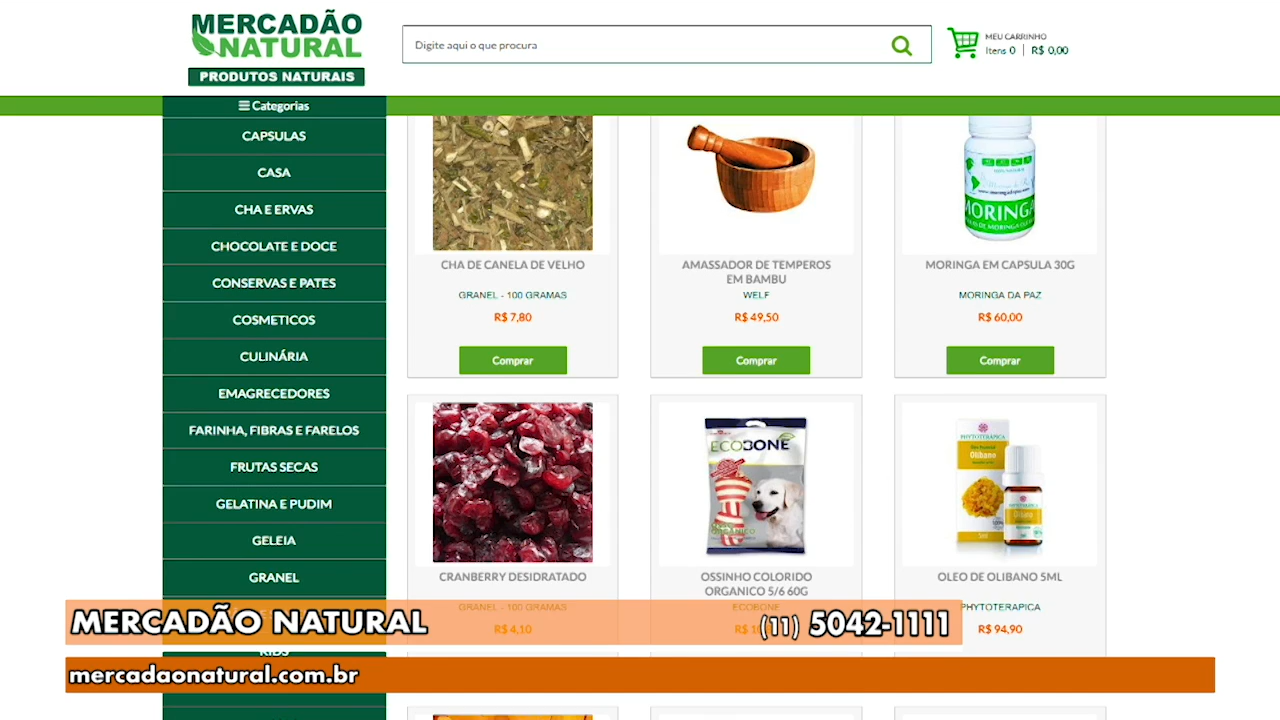 MERCADÃO
NATURAL
PRODUTOS NATURAIS
Digite aqui o que procura
MEU CARRINHO
Itens 0 | R$ 0,00
Categorias
CAPSULAS
CASA
CHA E ERVAS
CHOCOLATE E DOCE
CONSERVAS E PATES
COSMETICOS
CULINÁRIA
EMAGRECEDORES
FARINHA, FIBRAS E FARELOS
FRUTAS SECAS
GELATINA E PUDIM
GELEIA
GRANEL
KIDS
CHA DE CANELA DE VELHO
GRANEL - 100 GRAMAS
R$ 7,80
Comprar
AMASSADOR DE TEMPEROS
EM BAMBU
WELF
R$ 49,50
Comprar
MORINGA
MORINGA EM CAPSULA 30G
MORINGA DA PAZ
R$ 60,00
Comprar
CRANBERRY DESIDRATADO
GRANEL - 100 GRAMAS
R$ 4,10
ECOBONE
OSSINHO COLORIDO
ORGANICO 5/6 60G
ECOBONE
PHYTOTERAPICA
Olíbano
5ml
OLEO DE OLIBANO 5ML
PHYTOTERAPICA
R$ 94,90
MERCADÃO NATURAL
(11) 5042-1111
mercadaonatural.com.br